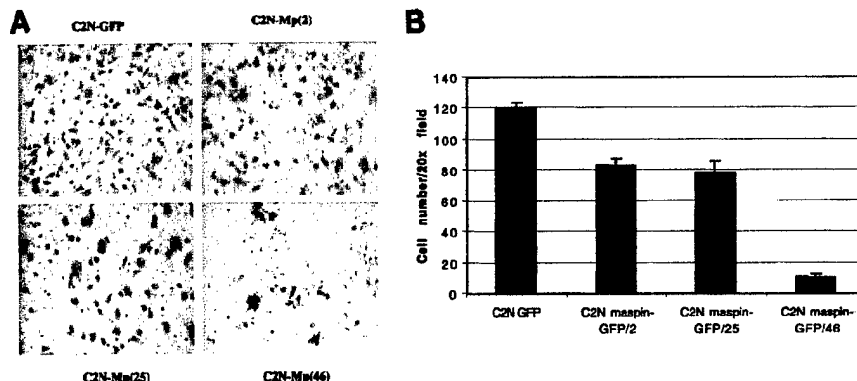 A
C2N-GFP
C2N-Mp(2)
C2N-Mp(25)
C2N-Mp(46)
B
Cell number/20x field
140
120
100
80
60
40
20
0
C2N GFP
C2N maspin-
GFP/2
C2N maspin-
GFP/25
C2N maspin-
GFP/46